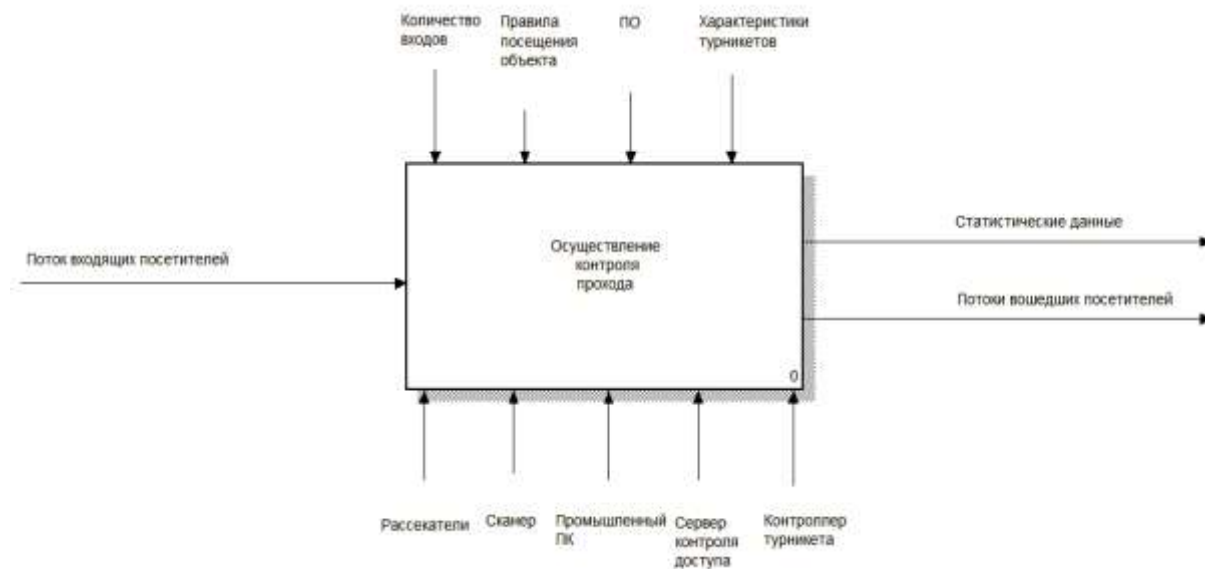 Количество
входов
Правила
посещения
объекта
ПО
Характеристики
турникетов
Поток входящих посетителей
Осуществление
контроля
прохода
0
Статистические данные
Потоки вошедших посетителей
Рассекатели
Сканер
Промышленный
ПК
Сервер
контроля
доступа
Контроллер
турникета